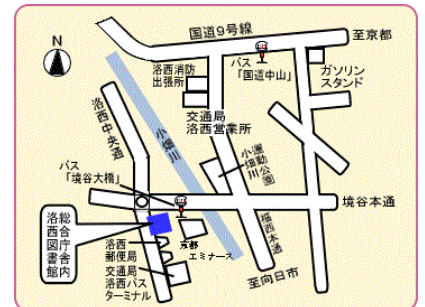 国道9号線
至京都
N
バス
「国道中山」
洛西消防
出張所
ガソリン
スタンド
洛西中央通
交通局
洛西営業所
小畑川
小畑川
運動公園
バス
「境谷大橋」
境谷本通
福西本通
総合庁舎内
洛西図書館
洛西
郵便局
京都
エミナース
交通局
洛西バス
ターミナル
至向日市